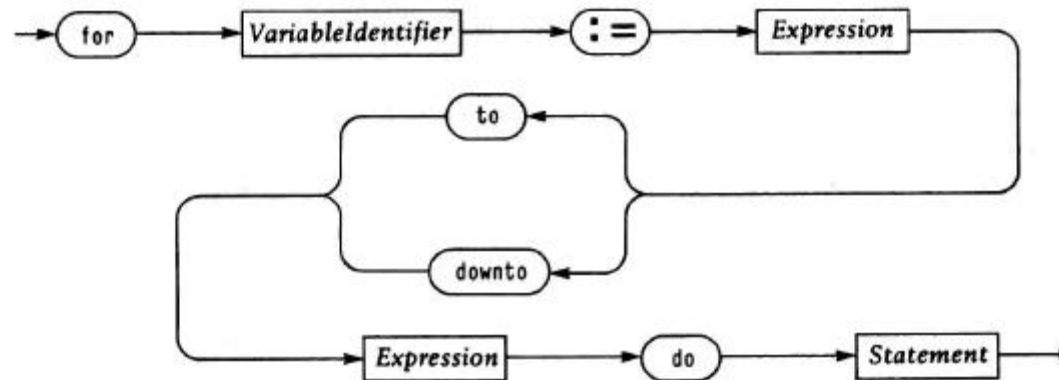 for VariableIdentifier := Expression
to
downto
Expression do Statement